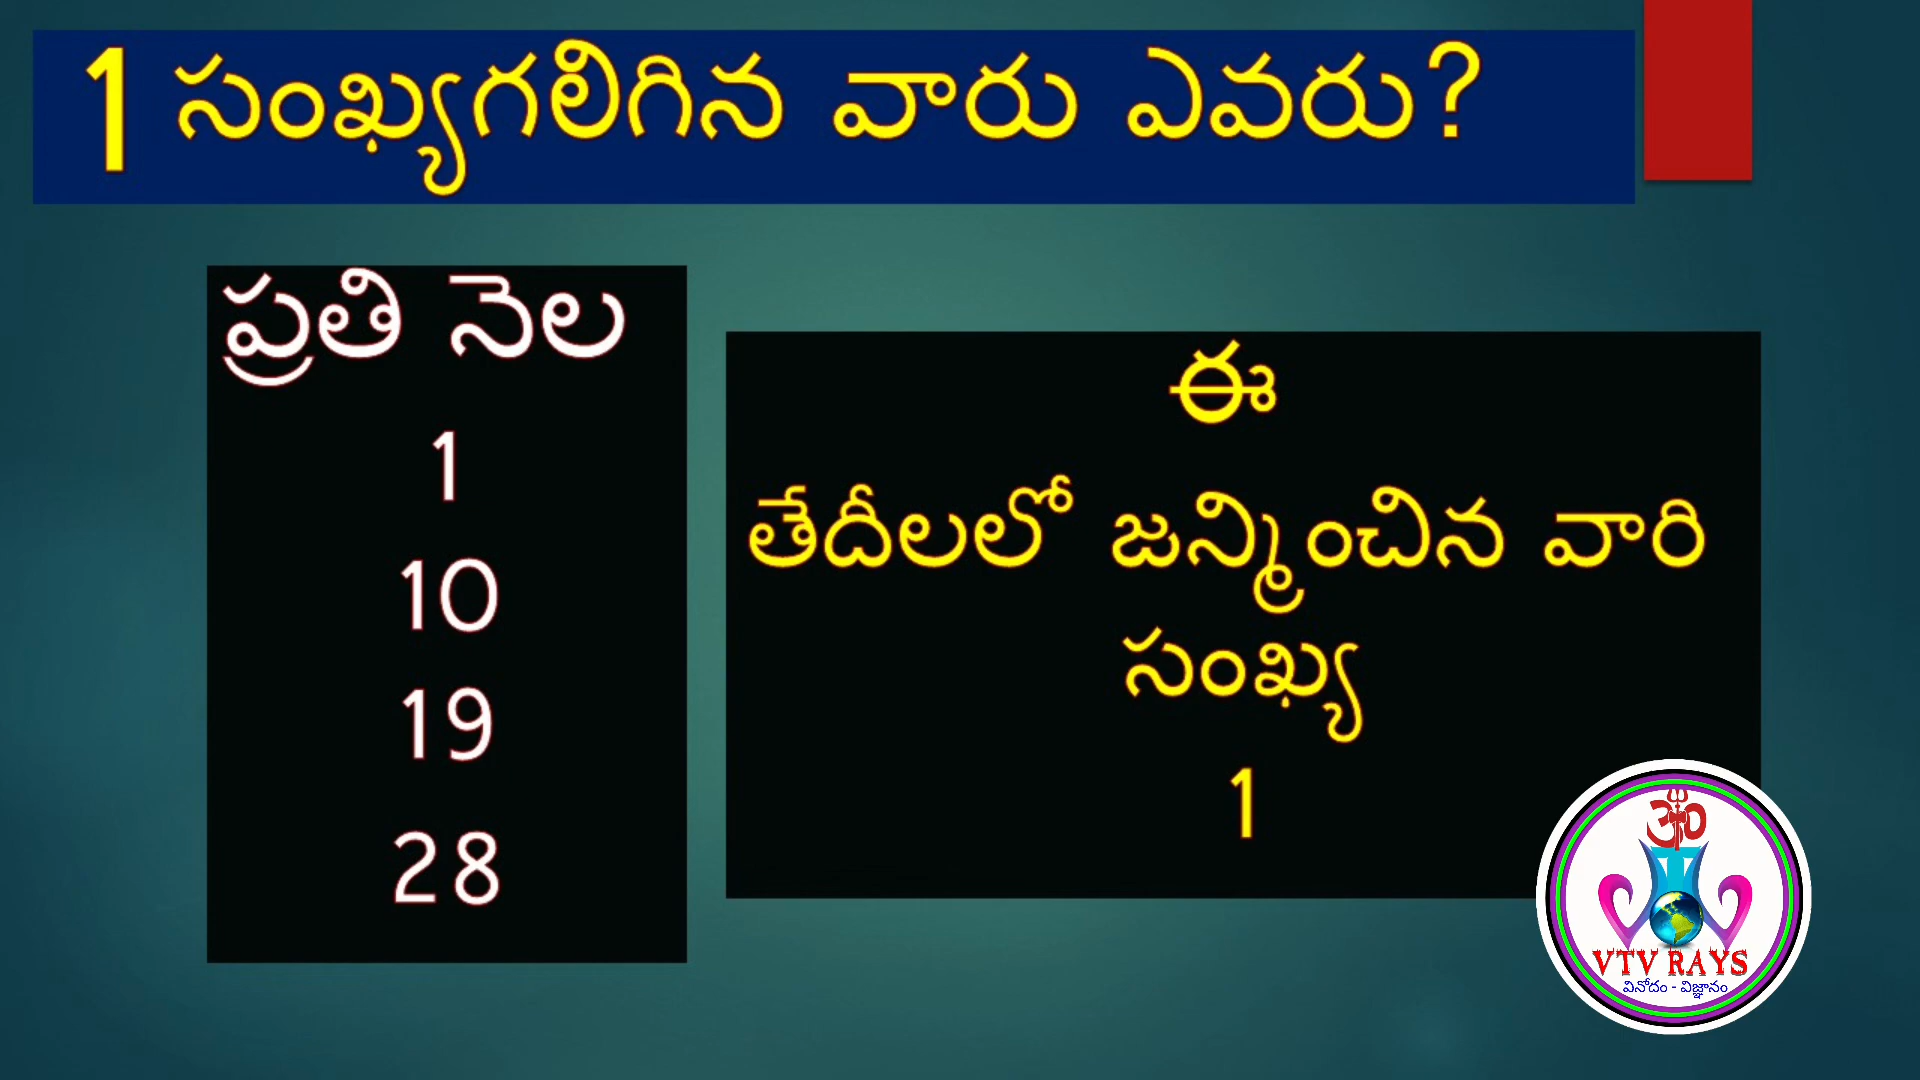 1 సంఖ్యగలిగిన వారు ఎవరు?
ప్రతి నెల
1
10
19
28
ఈ
తేదీలలో జన్మించిన వారి
సంఖ్య
1
ॐ
VTV RAYS
వినోదం - విజ్ఞానం